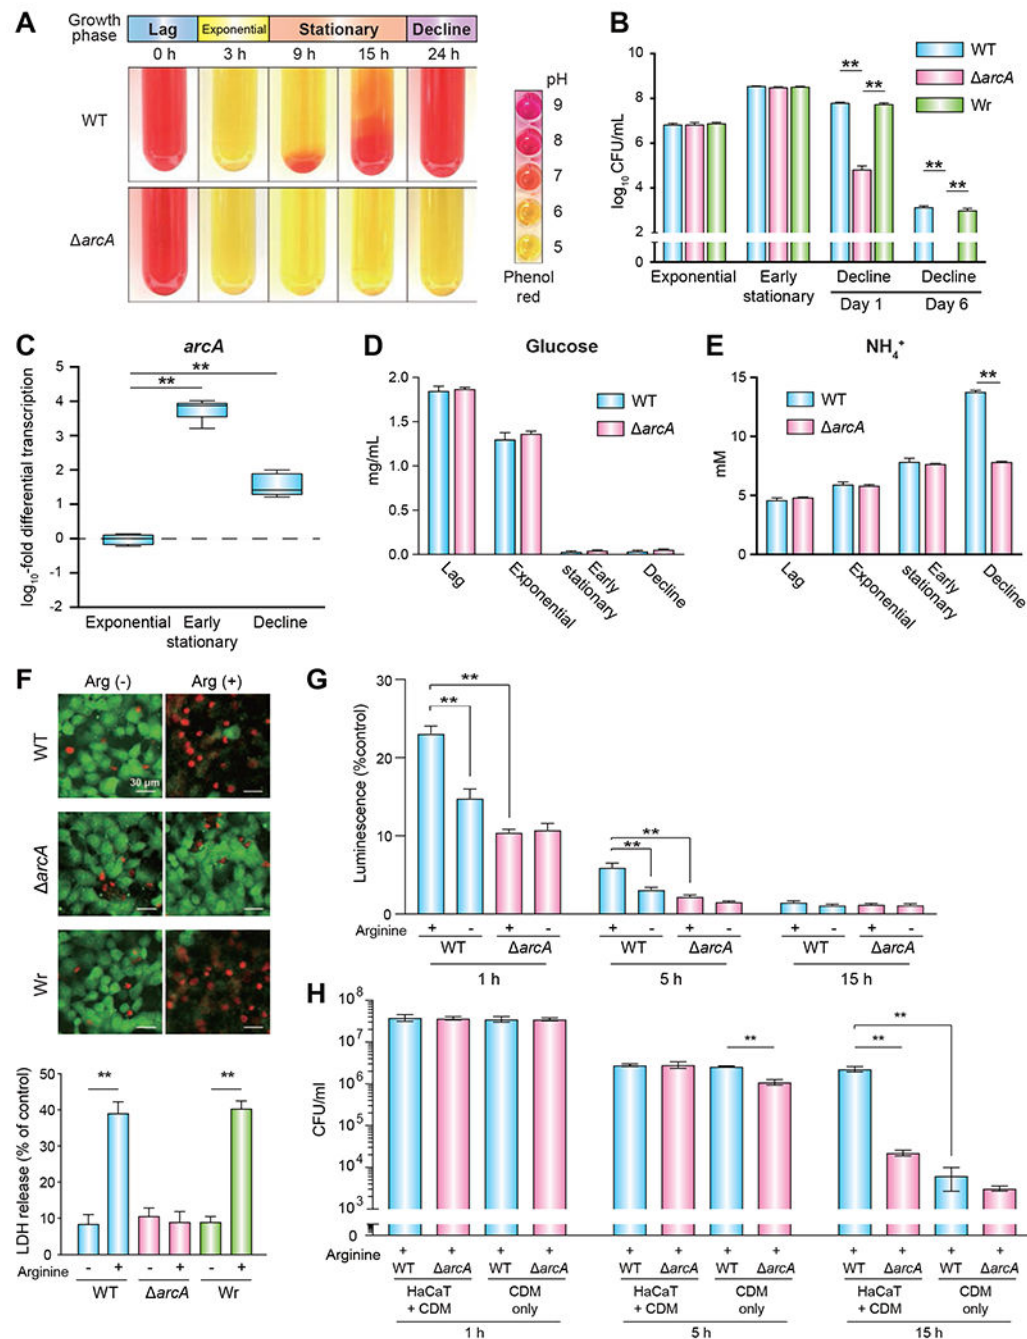 A
Growth phase
Lag
Exponential
Stationary
Decline
0 h
3 h
9 h
15 h
24 h
WT
ΔarcA
pH
9
8
7
6
5
Phenol
red
B
WT
ΔarcA
Wr
log10 CFU/mL
10
8
6
4
2
0
**
**
**
**
Exponential
Early
stationary
Decline
Decline
Day 1
Day 6
C
arcA
log10-fold differential transcription
5
4
3
2
1
0
-1
-2
**
**
Exponential
Early
stationary
Decline
D
Glucose
WT
ΔarcA
mg/mL
2.0
1.5
1.0
0.5
0.0
Lag
Exponential
Early
stationary
Decline
E
NH4+
WT
ΔarcA
mM
15
10
5
0
**
Lag
Exponential
Early
stationary
Decline
F
Arg (-)
Arg (+)
WT
30 μm
ΔarcA
Wr
LDH release (% of control)
50
40
30
20
10
0
**
**
Arginine
-
+
-
+
-
+
WT
ΔarcA
Wr
G
Luminescence (%control)
30
20
10
0
**
**
**
**
Arginine
+
-
+
-
+
-
+
-
+
-
+
-
WT
ΔarcA
WT
ΔarcA
WT
ΔarcA
1 h
5 h
15 h
H
CFU/ml
10^8
10^7
10^6
10^5
10^4
10^3
0
**
**
**
Arginine
+
+
+
+
+
+
+
+
+
+
+
+
WT
ΔarcA
WT
ΔarcA
WT
ΔarcA
WT
ΔarcA
WT
ΔarcA
WT
ΔarcA
HaCaT
+ CDM
CDM
only
HaCaT
+ CDM
CDM
only
HaCaT
+ CDM
CDM
only
1 h
5 h
15 h